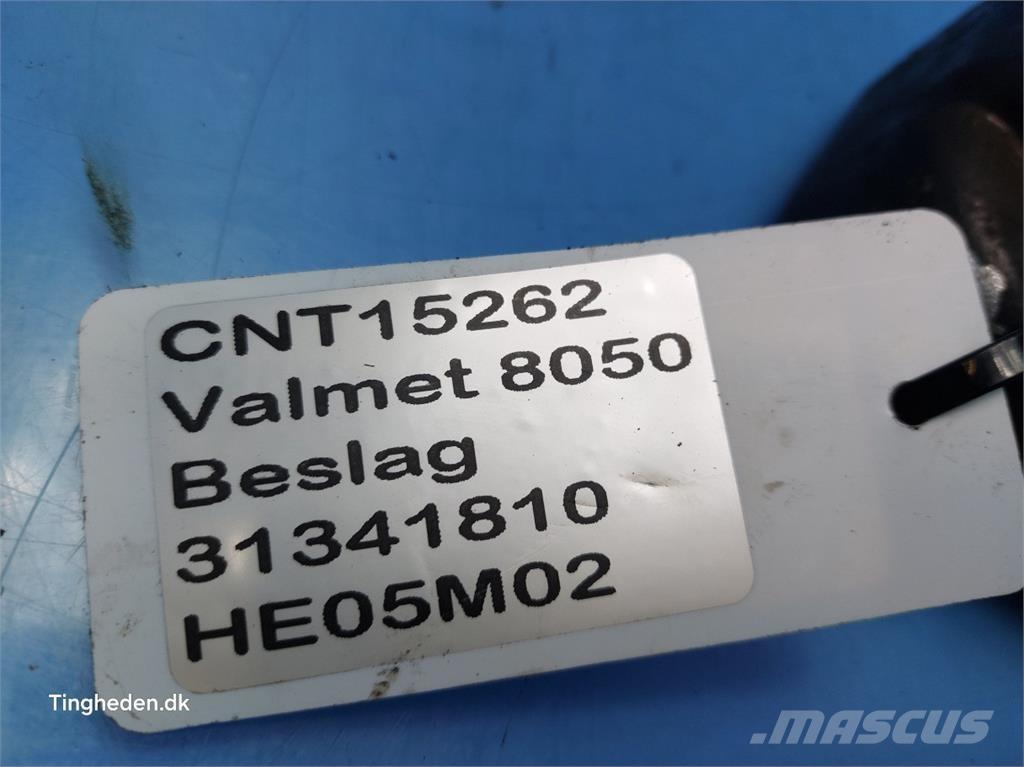 CNT15262
Valmet 8050
Beslag
31341810
HE05M02
Tingheden.dk
MASCUS